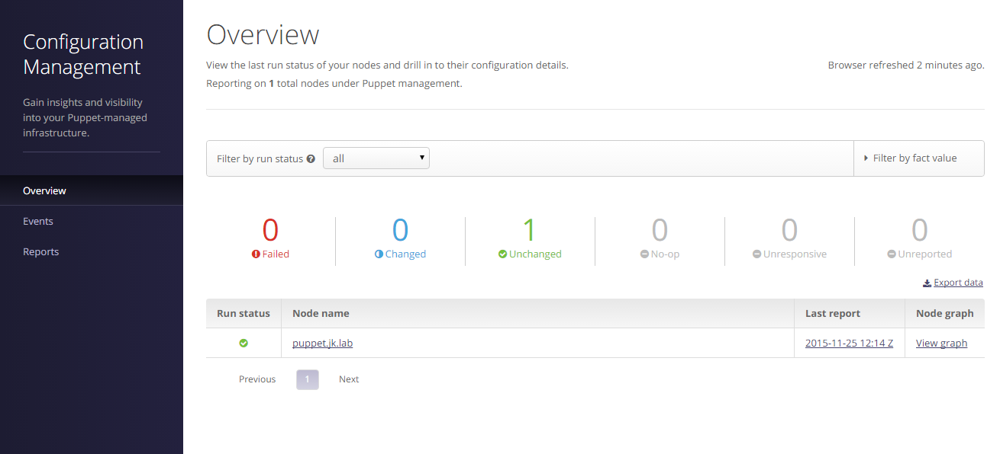 Configuration
Management
Gain insights and visibility
into your Puppet-managed
infrastructure.
Overview
Events
Reports
Overview
View the last run status of your nodes and drill in to their configuration details.
Browser refreshed 2 minutes ago.
Reporting on 1 total nodes under Puppet management.
Filter by run status
all
Filter by fact value
0 0 1 0 0 0
Failed Changed Unchanged No-op Unresponsive Unreported
Export data
Run status Node name Last report Node graph
puppet.jk.lab 2015-11-25 12:14 Z View graph
Previous 1 Next